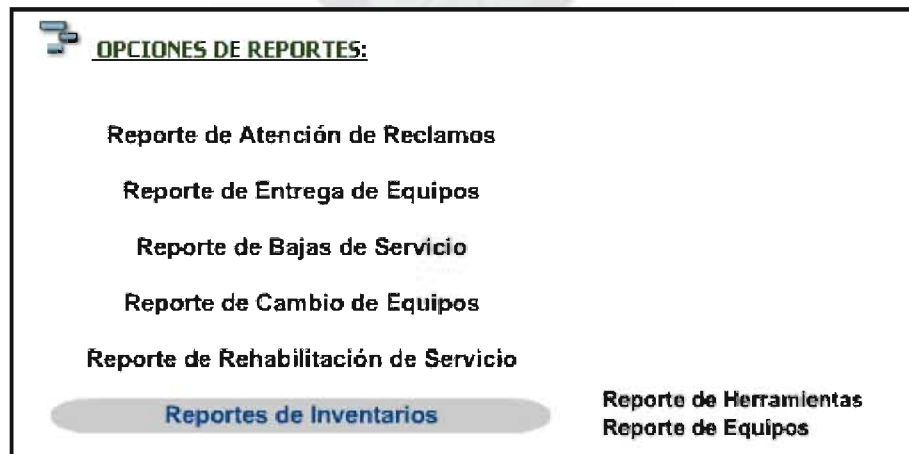 OPCIONES DE REPORTES:
Reporte de Atención de Reclamos
Reporte de Entrega de Equipos
Reporte de Bajas de Servicio
Reporte de Cambio de Equipos
Reporte de Rehabilitación de Servicio
Reportes de Inventarios
Reporte de Herramientas
Reporte de Equipos